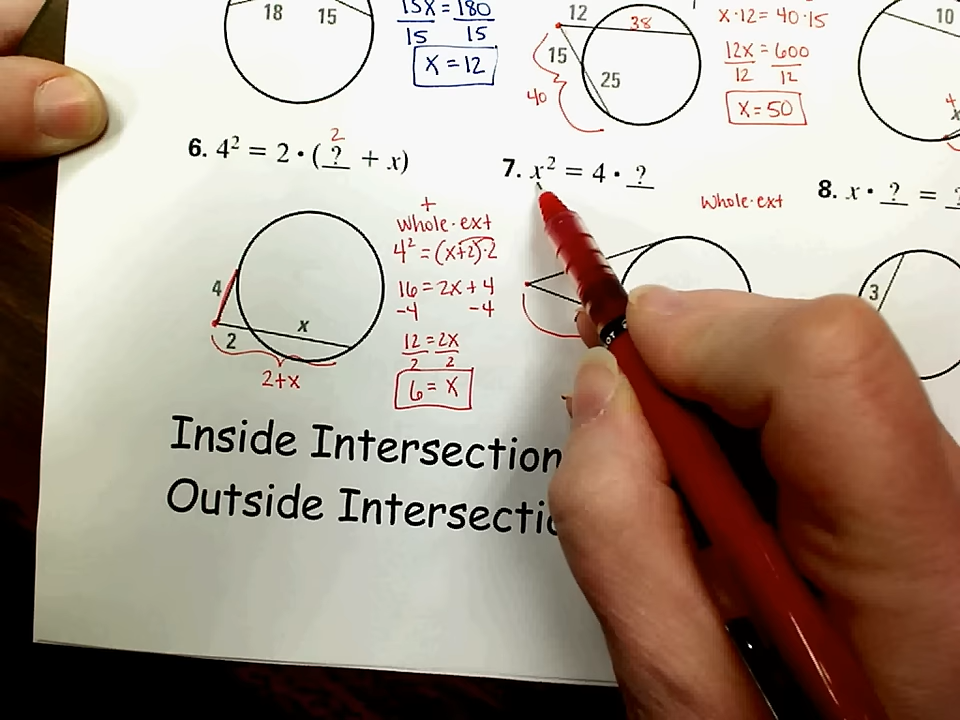 18 15
15x = 180
15 15
x = 12
12
38
15
25
40
x·12 = 40·15
12x = 600
12 12
x = 50
10
x
6. 4² = 2 • ( ? + x)
2
4
2
x
2+x
whole·ext
4² = (x+2)·2
16 = 2x + 4
-4 -4
12 = 2x
2 2
6 = x
7. x² = 4 • ?
whole·ext
8. x • ? = ?
3
Inside Intersection
Outside Intersectio